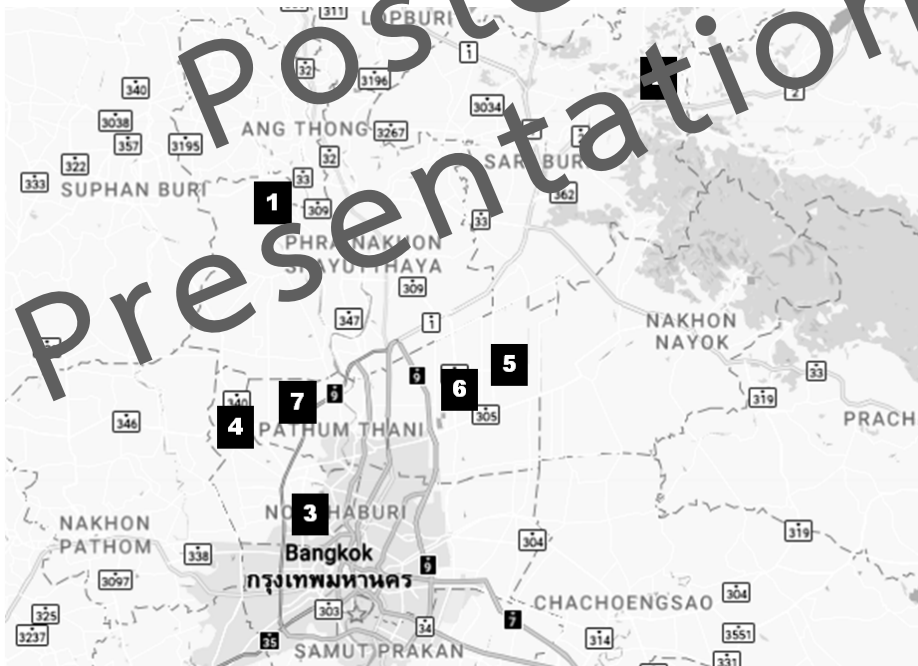 Poste
Presentation
311
LOPBURI
1
32
3196
340
3034
2
3038
ANG THONG
3267
357
3195
32
322
333
33
SUPHAN BURI
362
1
309
33
PHRA NAKHON
AYUTTHAYA
309
347
1
NAKHON
NAYOK
5
33
9
6
9
7
340
319
305
346
4
PATHUM THANI
PRACH
3
NAKHON
PATHOM
319
304
338
Bangkok
กรุงเทพมหานคร
9
3097
304
CHACHOENGSAO
303
325
7
34
3237
314
3551
35
SAMUT PRAKAN
331